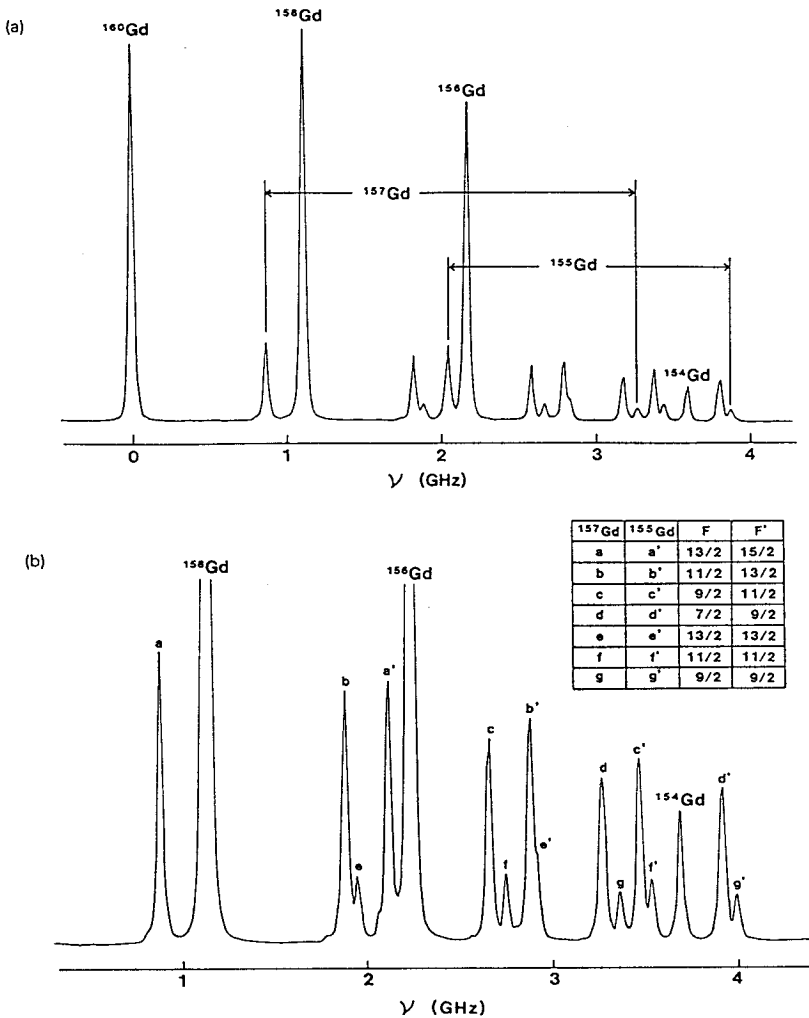 (a)
¹⁶⁰Gd
¹⁵⁸Gd
¹⁵⁶Gd
¹⁵⁷Gd
¹⁵⁵Gd
¹⁵⁴Gd
0 1 2 3 4
ν (GHz)
(b)
¹⁵⁷Gd ¹⁵⁵Gd F F'
a a' 13/2 15/2
b b' 11/2 13/2
c c' 9/2 11/2
d d' 7/2 9/2
e e' 13/2 13/2
f f' 11/2 11/2
g g' 9/2 9/2
¹⁵⁸Gd
¹⁵⁶Gd
a
b
e
a'
c
f
b'
e'
d
g
c'
f'
¹⁵⁴Gd
d'
g'
1 2 3 4
ν (GHz)